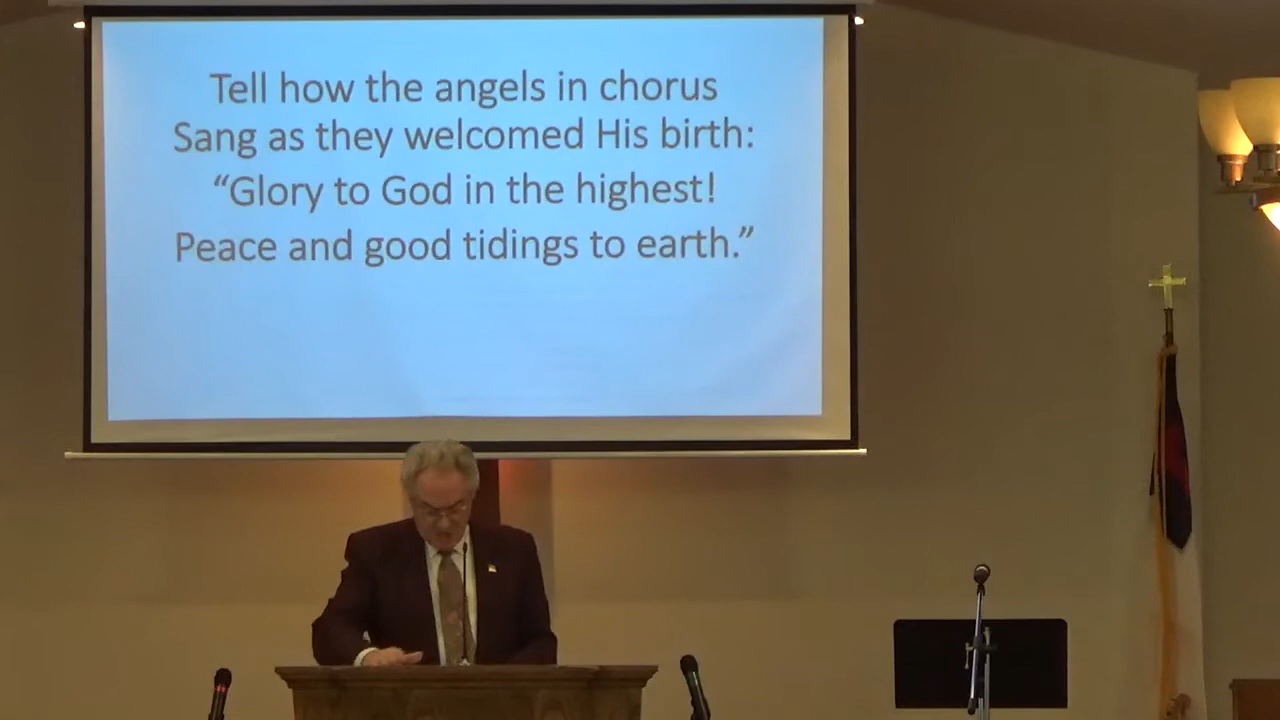 Tell how the angels in chorus
Sang as they welcomed His birth:
“Glory to God in the highest!
Peace and good tidings to earth.”